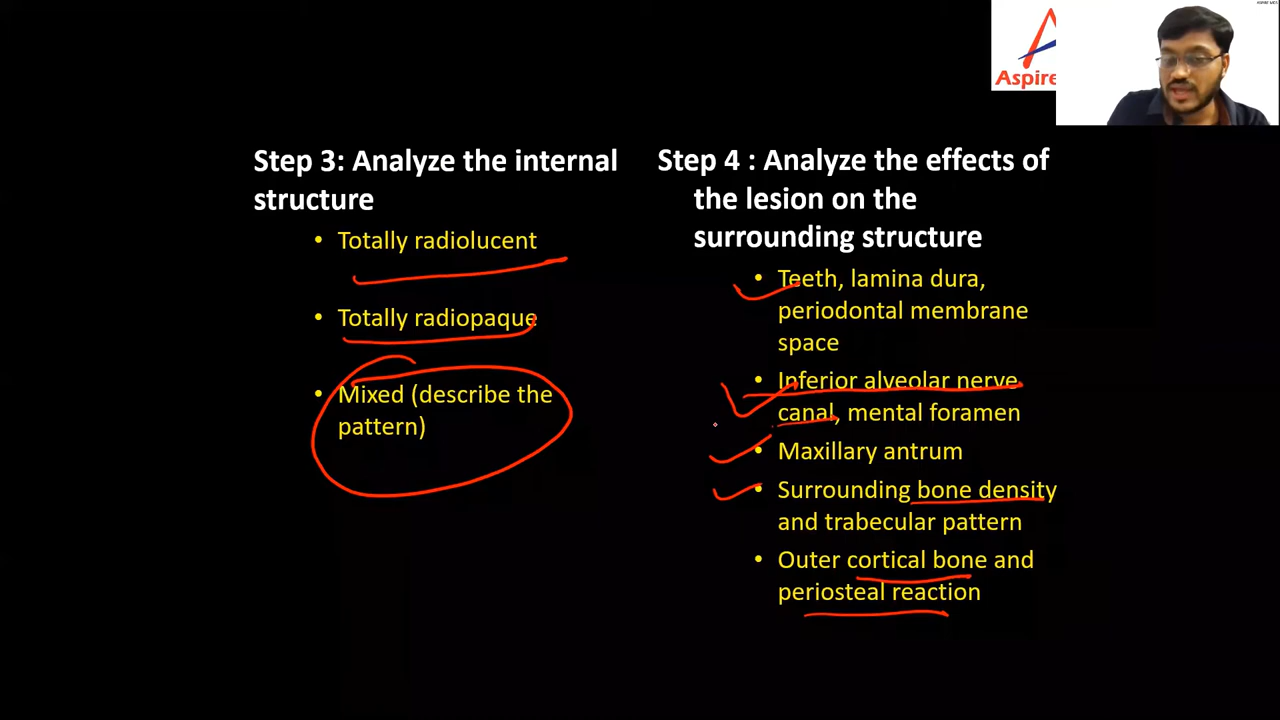 Aspire
Step 3: Analyze the internal
structure
• Totally radiolucent
• Totally radiopaque
• Mixed (describe the
pattern)
Step 4 : Analyze the effects of
the lesion on the
surrounding structure
• Teeth, lamina dura,
periodontal membrane
space
• Inferior alveolar nerve
canal, mental foramen
• Maxillary antrum
• Surrounding bone density
and trabecular pattern
• Outer cortical bone and
periosteal reaction